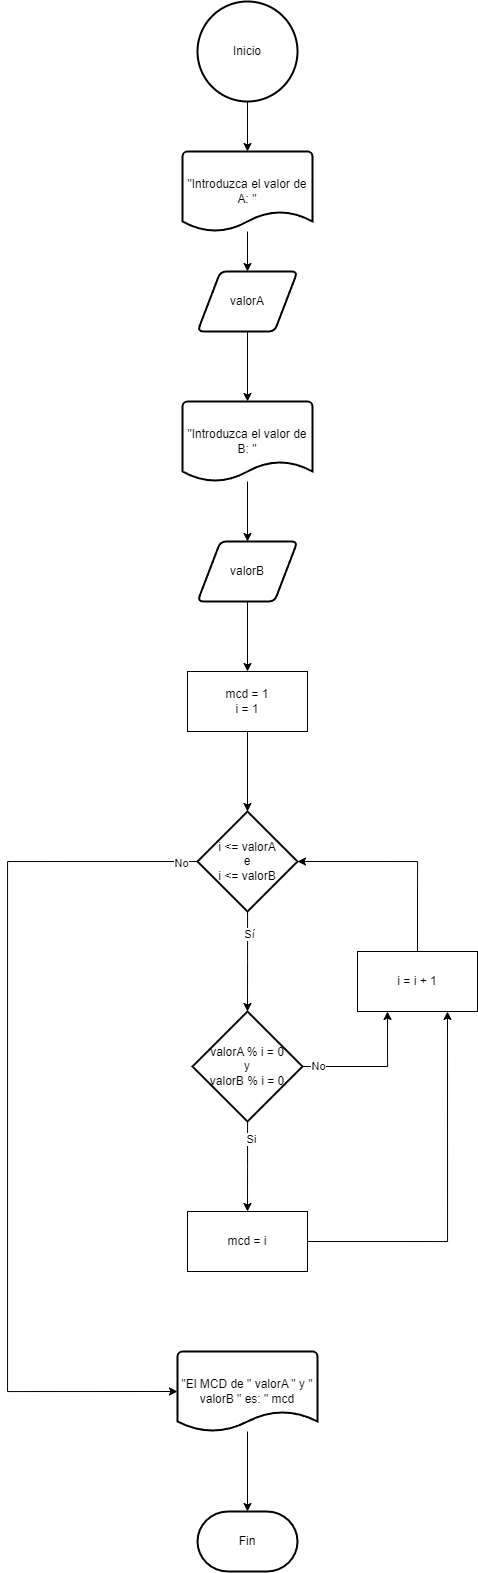 Inicio
"Introduzca el valor de
A: "
valorA
"Introduzca el valor de
B: "
valorB
mcd = 1
i = 1
i <= valorA
e
i <= valorB
No
Sí
i = i + 1
valorA % i = 0
y
valorB % i = 0
No
Si
mcd = i
"El MCD de " valorA " y "
valorB " es: " mcd
Fin